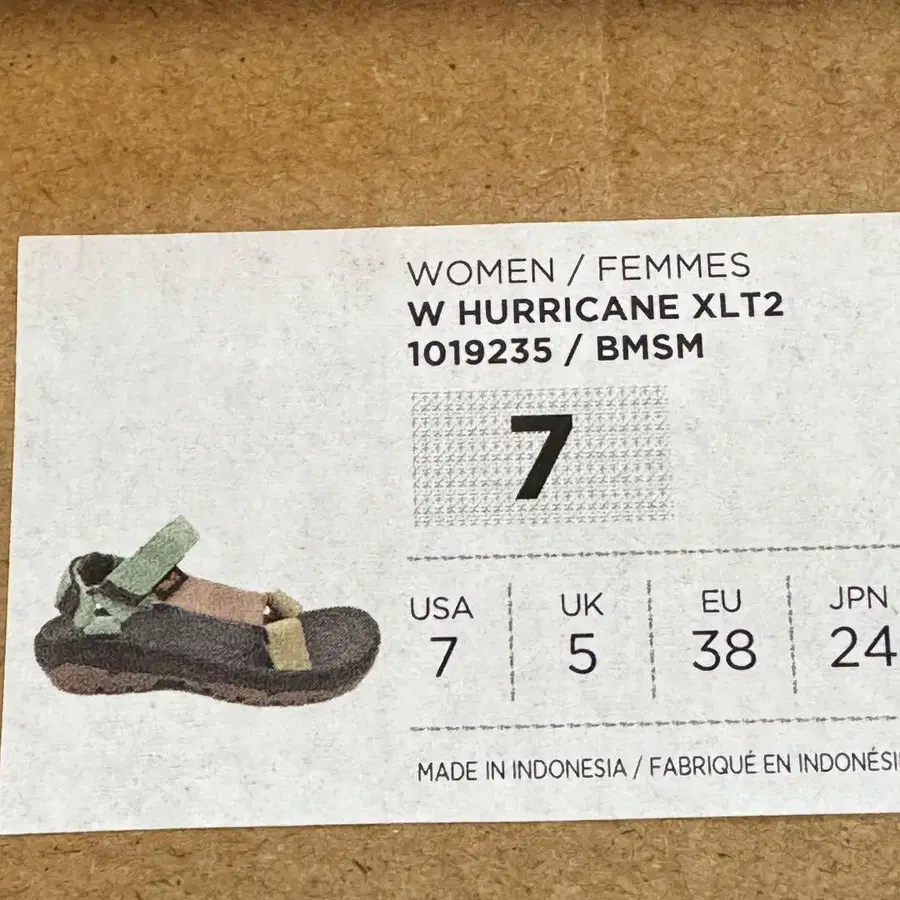 WOMEN / FEMMES
W HURRICANE XLT2
1019235 / BMSM
7
USA UK EU JPN
7 5 38 24
MADE IN INDONESIA / FABRIQUÉ EN